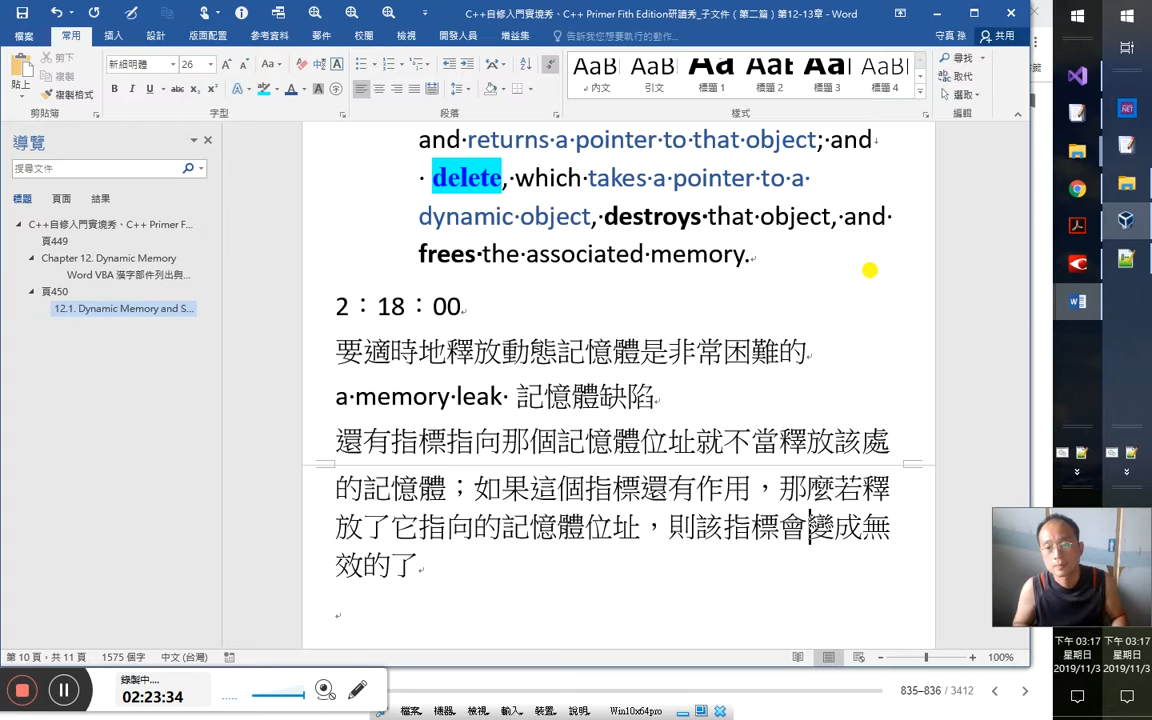 C++自修入門實境秀、C++ Primer Fith Edition研讀秀_子文件（第二篇）第12-13章 - Word
檔案 常用 插入 設計 版面配置 參考資料 郵件 校閱 檢視 開發人員 增益集 告訴我您想要執行的動作... 守真 孫 共用
貼上 剪下 複製 複製格式 剪貼簿
新細明體 26 字型
段落
AaB AaB Aa AaE AaI AaBl
內文 區分 標題 1 標題 2 標題 3 標題 4
樣式
尋找 取代 選取 編輯
導覽
搜尋文件
標題 頁面 結果
C++自修入門實境秀、C++ Primer F...
頁449
Chapter 12. Dynamic Memory
Word VBA 漢字部件列出與...
頁450
12.1. Dynamic Memory and S...
and returns a pointer to that object; and
delete, which takes a pointer to a
dynamic object, destroys that object, and
frees the associated memory.
2：18：00
要適時地釋放動態記憶體是非常困難的
a memory leak 記憶體缺陷
還有指標指向那個記憶體位址就不當釋放該處
的記憶體；如果這個指標還有作用，那麼若釋
放了它指向的記憶體位址，則該指標會變成無
效的了
第 10 頁，共 11 頁 1575 個字 中文 (台灣) 100%
錄製中...
02:23:34
835–836 / 3412
檔案, 機器, 檢視, 輸入, 裝置, 說明, Win10x64pro
下午 03:17 下午 03:17
星期日 星期日
2019/11/3 2019/11/3